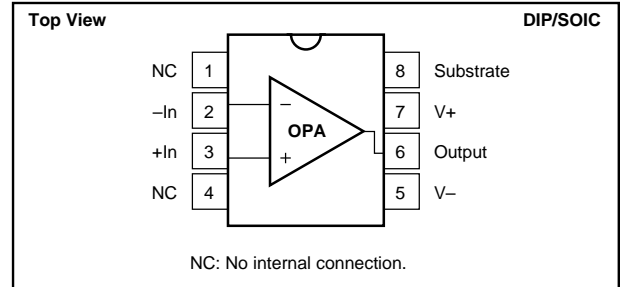 Top View DIP/SOIC
NC 1 8 Substrate
–In 2 – 7 V+
OPA
+In 3 + 6 Output
NC 4 5 V–
NC: No internal connection.